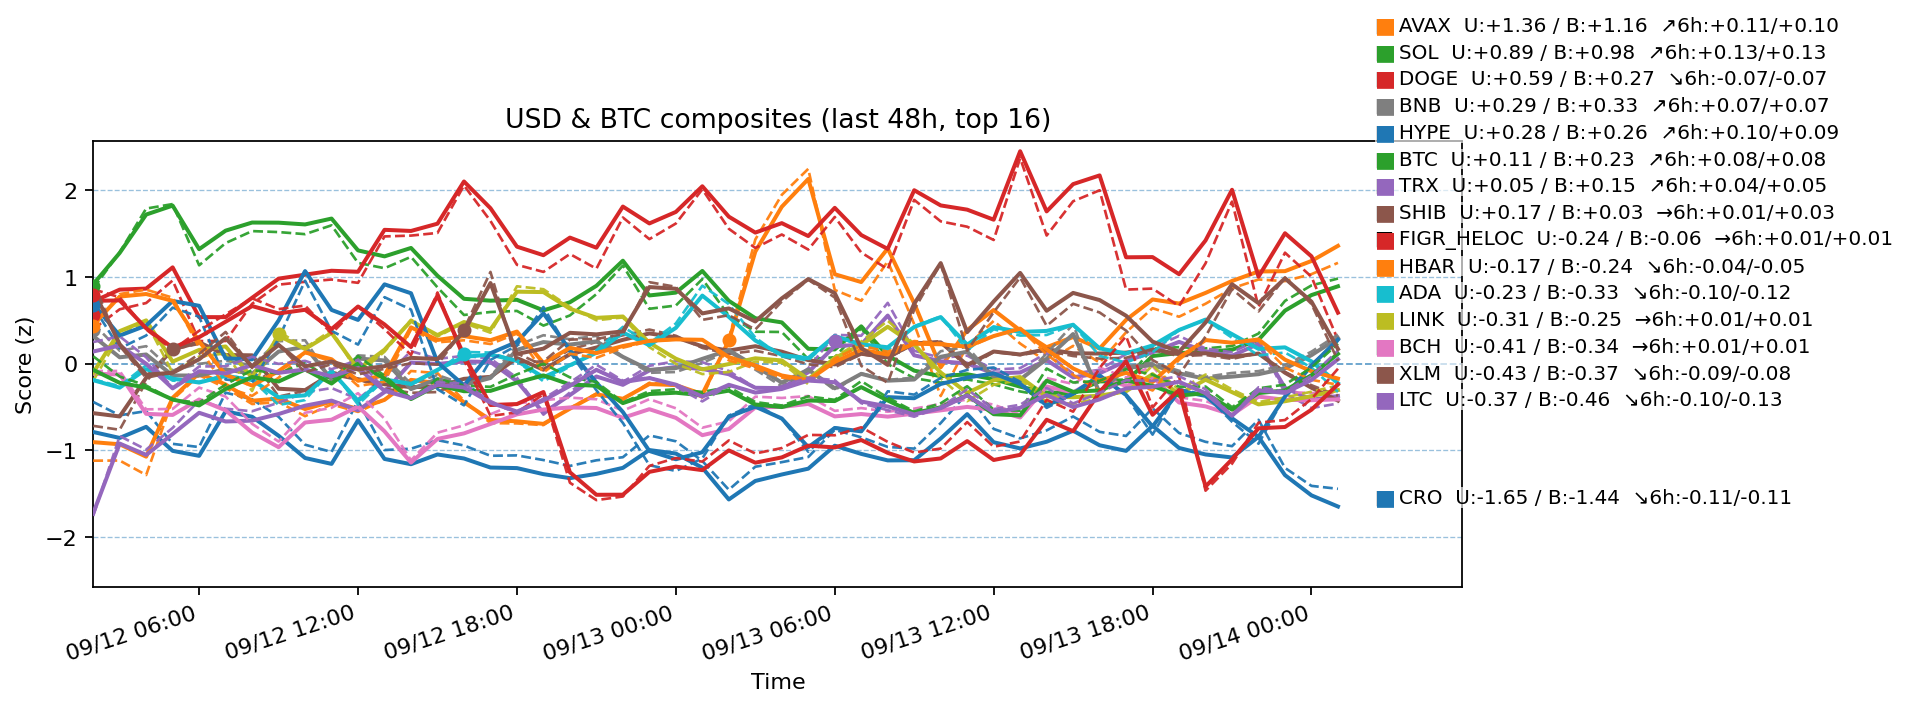 USD & BTC composites (last 48h, top 16)
AVAX  U:+1.36 / B:+1.16  ↗6h:+0.11/+0.10
SOL  U:+0.89 / B:+0.98  ↗6h:+0.13/+0.13
DOGE  U:+0.59 / B:+0.27  ↘6h:-0.07/-0.07
BNB  U:+0.29 / B:+0.33  ↗6h:+0.07/+0.07
HYPE  U:+0.28 / B:+0.26  ↗6h:+0.10/+0.09
BTC  U:+0.11 / B:+0.23  ↗6h:+0.08/+0.08
TRX  U:+0.05 / B:+0.15  ↗6h:+0.04/+0.05
SHIB  U:+0.17 / B:+0.03  →6h:+0.01/+0.03
FIGR_HELOC  U:-0.24 / B:-0.06  →6h:+0.01/+0.01
HBAR  U:-0.17 / B:-0.24  ↘6h:-0.04/-0.05
ADA  U:-0.23 / B:-0.33  ↘6h:-0.10/-0.12
LINK  U:-0.31 / B:-0.25  →6h:+0.01/+0.01
BCH  U:-0.41 / B:-0.34  →6h:+0.01/+0.01
XLM  U:-0.43 / B:-0.37  ↘6h:-0.09/-0.08
LTC  U:-0.37 / B:-0.46  ↘6h:-0.10/-0.13
CRO  U:-1.65 / B:-1.44  ↘6h:-0.11/-0.11
Score (z)
2
1
0
−1
−2
09/12 06:00
09/12 12:00
09/12 18:00
09/13 00:00
09/13 06:00
09/13 12:00
09/13 18:00
09/14 00:00
Time